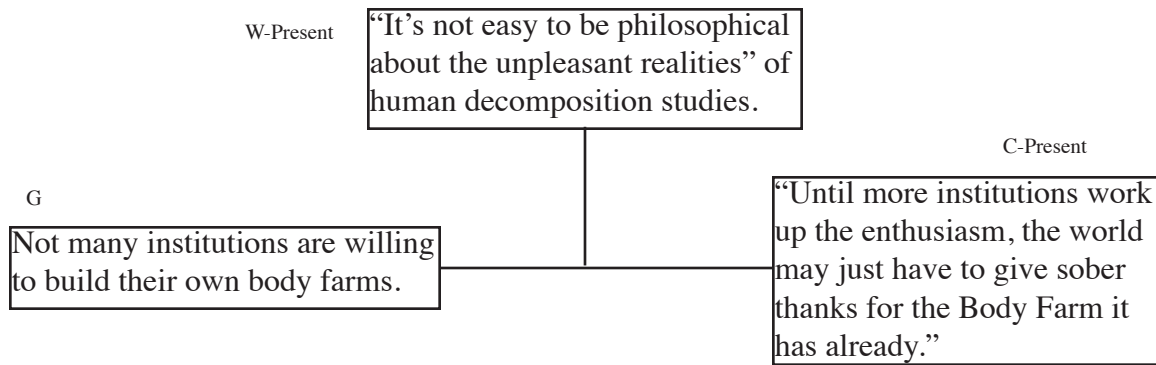 W-Present
“It’s not easy to be philosophical
about the unpleasant realities” of
human decomposition studies.
C-Present
“Until more institutions work
up the enthusiasm, the world
may just have to give sober
thanks for the Body Farm it
has already.”
G
Not many institutions are willing
to build their own body farms.